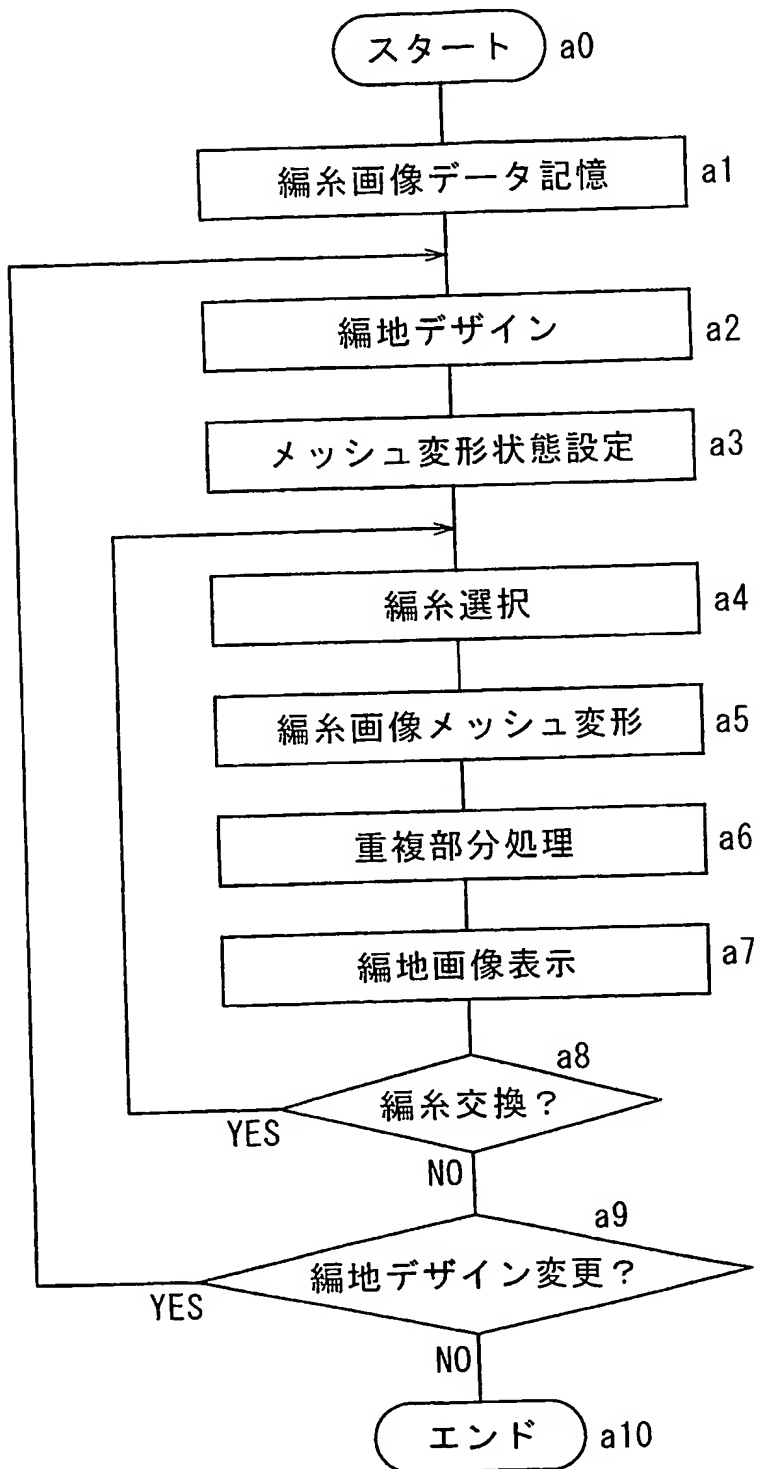 スタート a0
編糸画像データ記憶 a1
編地デザイン a2
メッシュ変形状態設定 a3
編糸選択 a4
編糸画像メッシュ変形 a5
重複部分処理 a6
編地画像表示 a7
a8
編糸交換?
YES
NO
a9
編地デザイン変更?
YES
NO
エンド a10